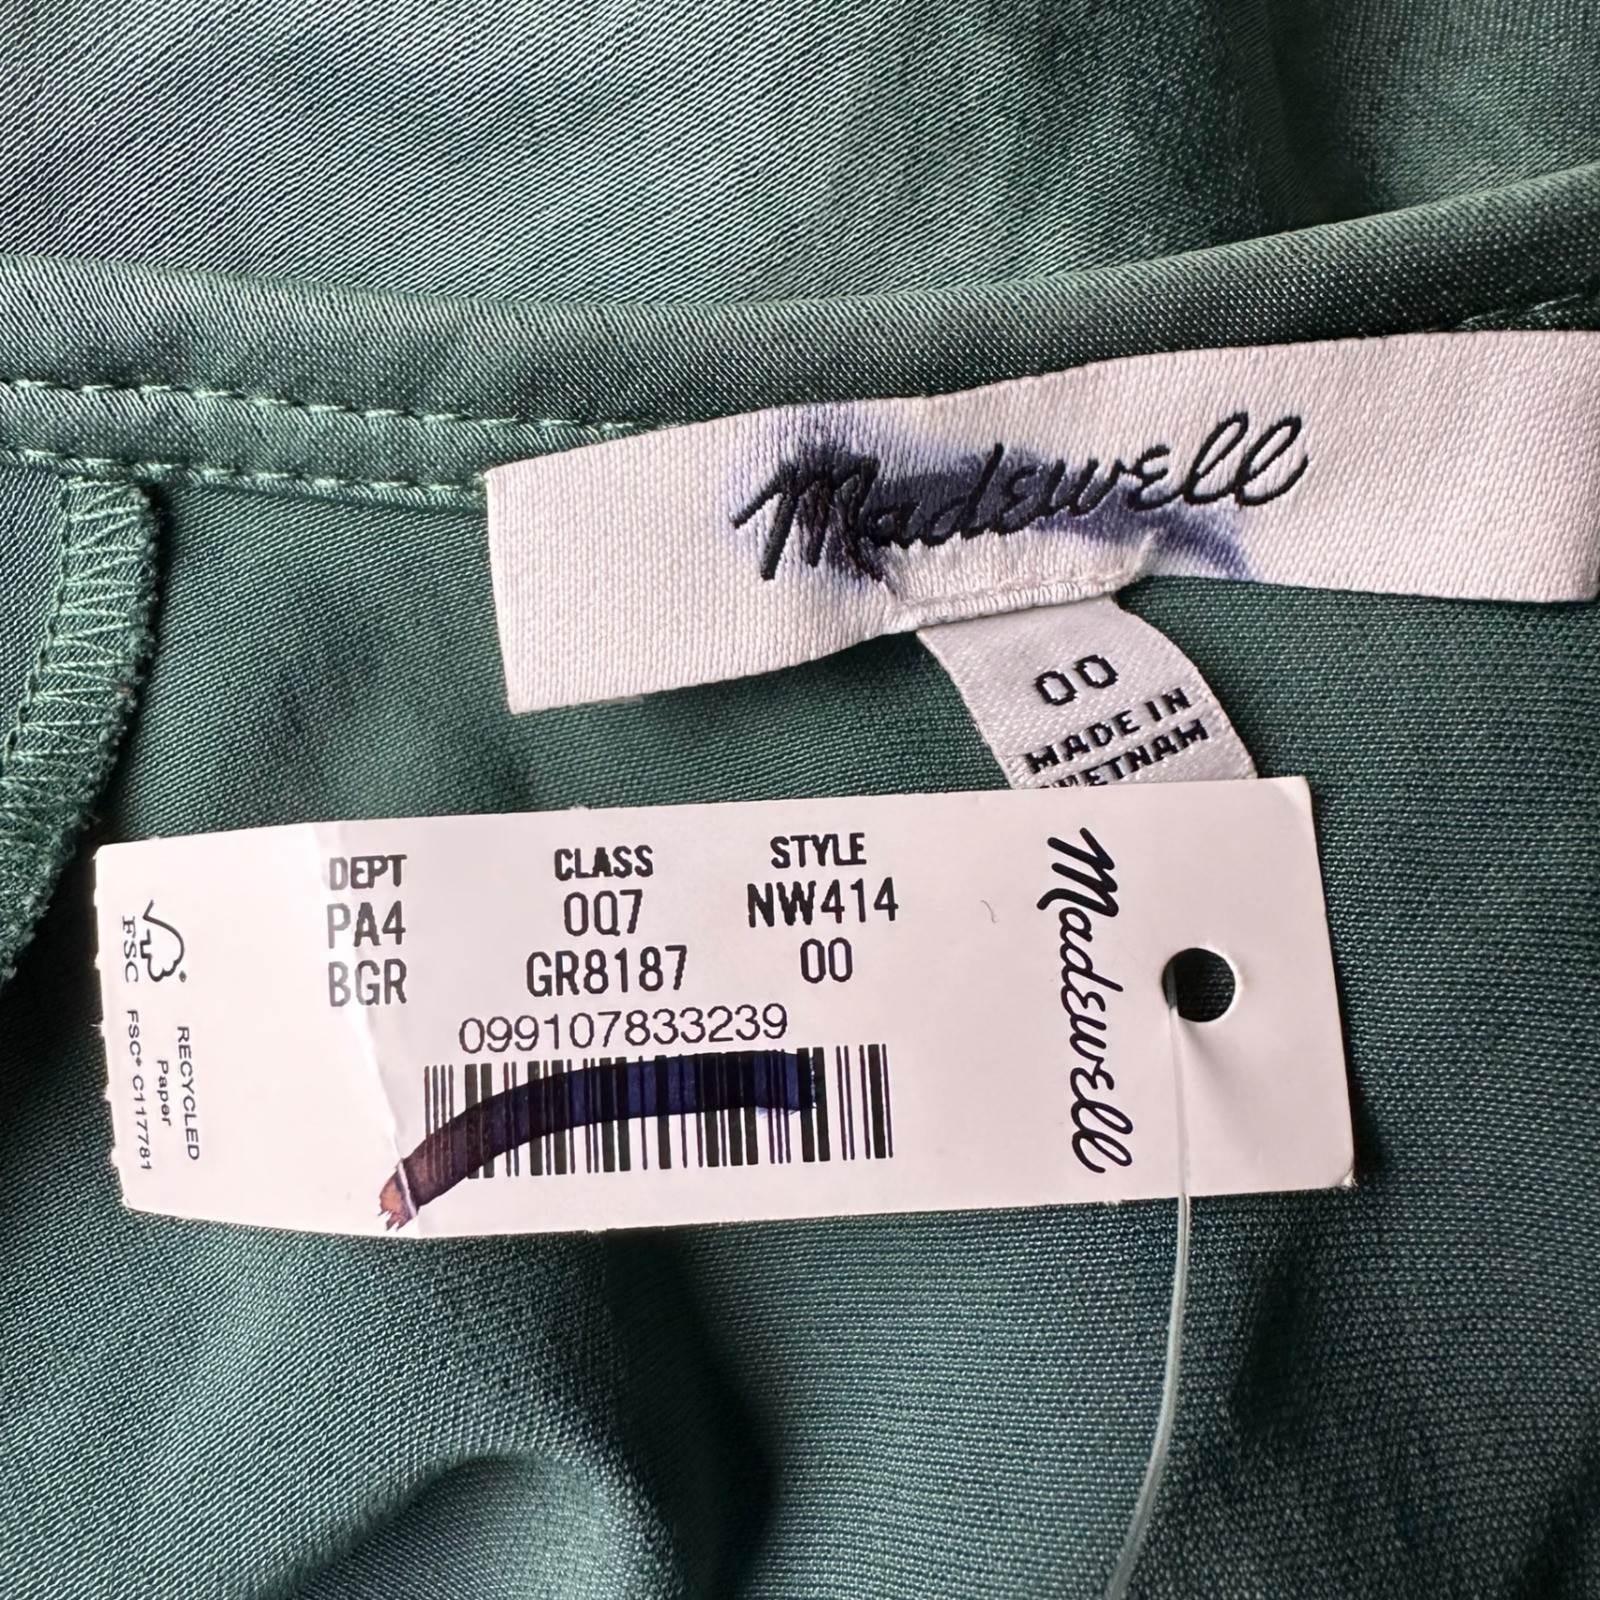 Madewell
00
MADE IN
VIETNAM
DEPT CLASS STYLE
PA4 0Q7 NW414
BGR GR8187 00
099107833239
Madewell
FSC
FSC® C117781
Paper
RECYCLED